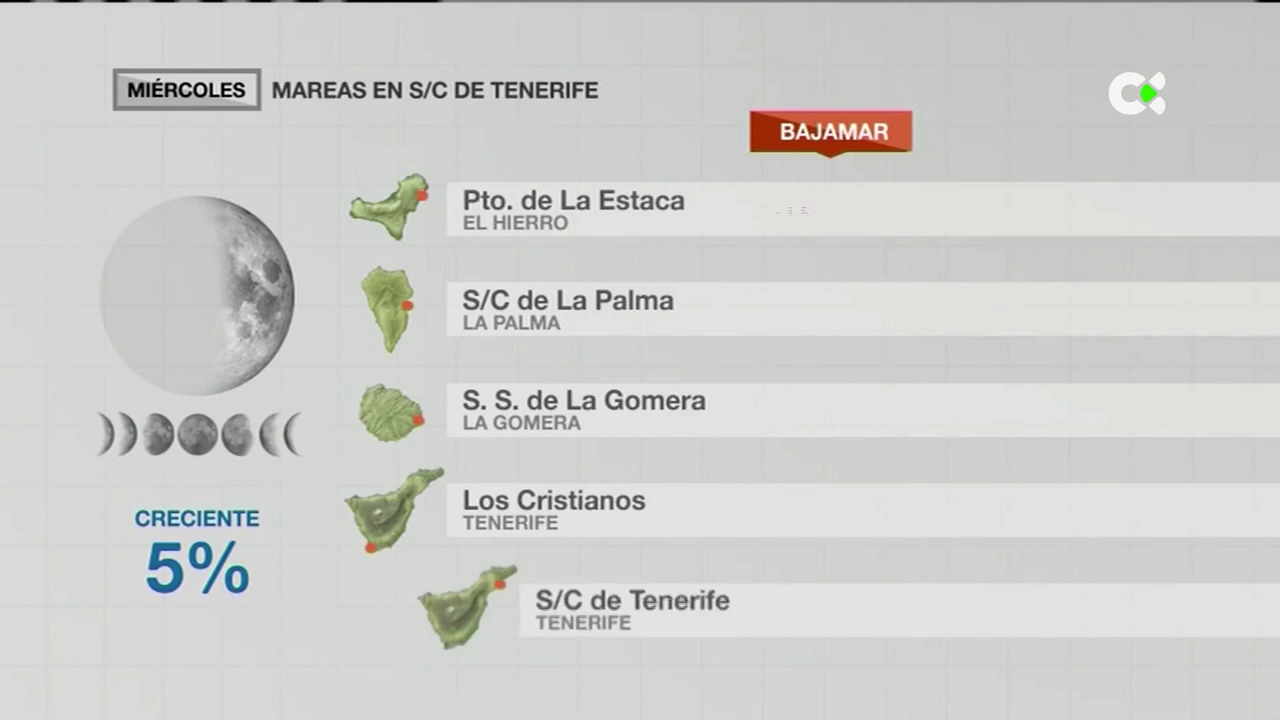 MIÉRCOLES MAREAS EN S/C DE TENERIFE
BAJAMAR
Pto. de La Estaca
EL HIERRO
S/C de La Palma
LA PALMA
S. S. de La Gomera
LA GOMERA
Los Cristianos
TENERIFE
CRECIENTE
5%
S/C de Tenerife
TENERIFE